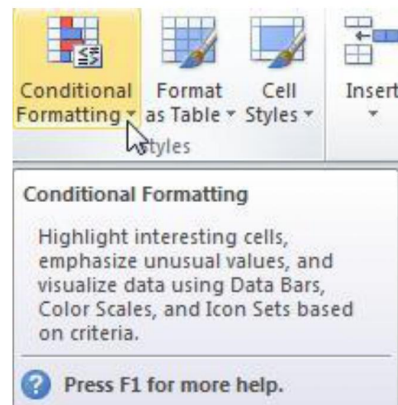 Conditional Format Cell Insert
Formatting as Table Styles
Styles
Conditional Formatting
Highlight interesting cells,
emphasize unusual values, and
visualize data using Data Bars,
Color Scales, and Icon Sets based
on criteria.
Press F1 for more help.